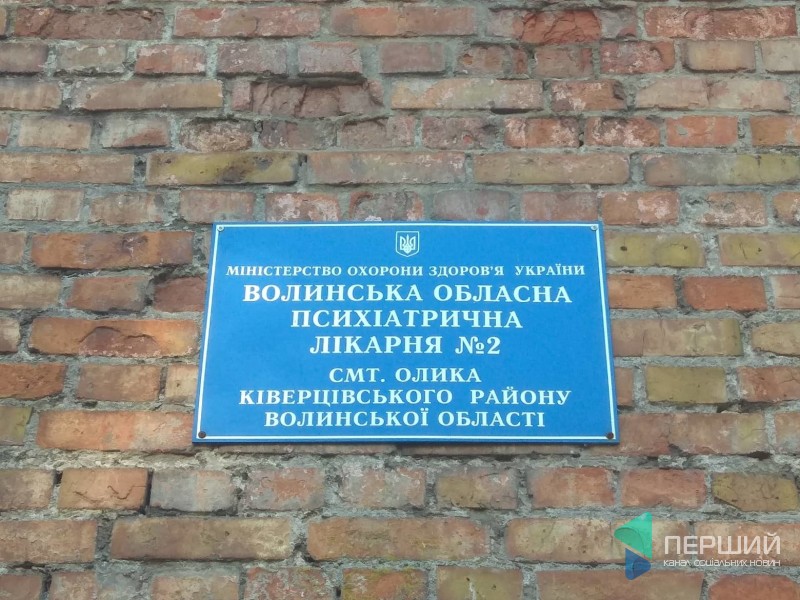 МІНІСТЕРСТВО ОХОРОНИ ЗДОРОВ'Я УКРАЇНИ
ВОЛИНСЬКА ОБЛАСНА
ПСИХІАТРИЧНА
ЛІКАРНЯ №2
СМТ. ОЛИКА
КІВЕРЦІВСЬКОГО РАЙОНУ
ВОЛИНСЬКОЇ ОБЛАСТІ
ПЕРШИЙ
КАНАЛ СОЦІАЛЬНИХ НОВИН